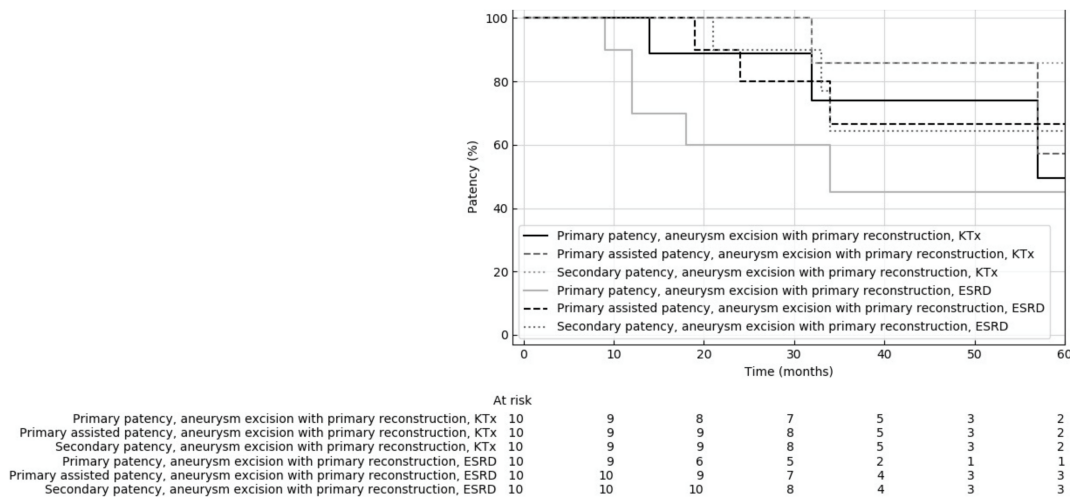 100
80
60
40
20
0
Patency (%)
Primary patency, aneurysm excision with primary reconstruction, KTx
Primary assisted patency, aneurysm excision with primary reconstruction, KTx
Secondary patency, aneurysm excision with primary reconstruction, KTx
Primary patency, aneurysm excision with primary reconstruction, ESRD
Primary assisted patency, aneurysm excision with primary reconstruction, ESRD
Secondary patency, aneurysm excision with primary reconstruction, ESRD
0 10 20 30 40 50 60
Time (months)
At risk
Primary patency, aneurysm excision with primary reconstruction, KTx 10 9 8 7 5 3 2
Primary assisted patency, aneurysm excision with primary reconstruction, KTx 10 9 9 8 5 3 2
Secondary patency, aneurysm excision with primary reconstruction, KTx 10 9 9 8 5 3 2
Primary patency, aneurysm excision with primary reconstruction, ESRD 10 9 6 5 2 1 1
Primary assisted patency, aneurysm excision with primary reconstruction, ESRD 10 10 9 7 4 3 3
Secondary patency, aneurysm excision with primary reconstruction, ESRD 10 10 10 8 4 3 3